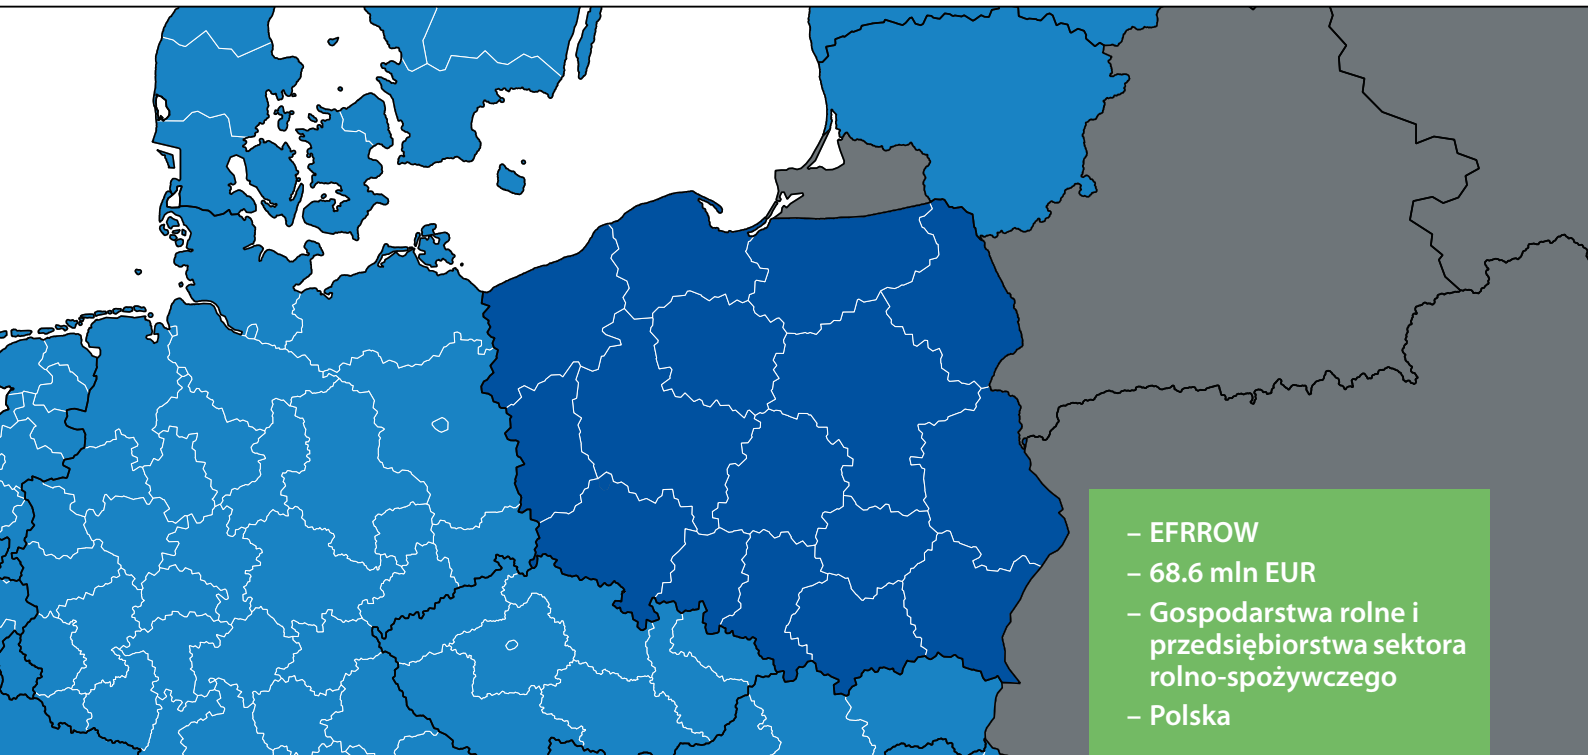 – EFRROW
– 68.6 mln EUR
– Gospodarstwa rolne i
przedsiębiorstwa sektora
rolno-spożywczego
– Polska